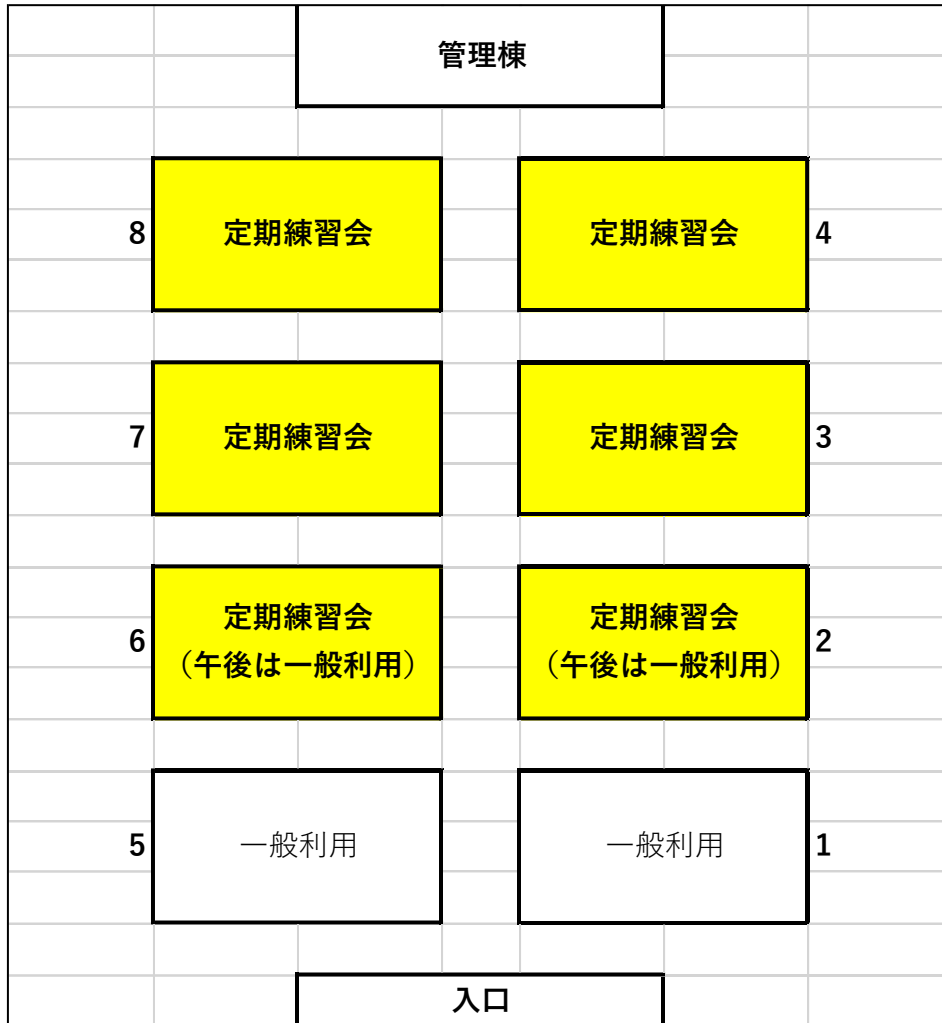 管理棟
8 定期練習会 定期練習会 4
7 定期練習会 定期練習会 3
定期練習会 定期練習会
6 2
（午後は一般利用） （午後は一般利用）
5 一般利用 一般利用 1
入口